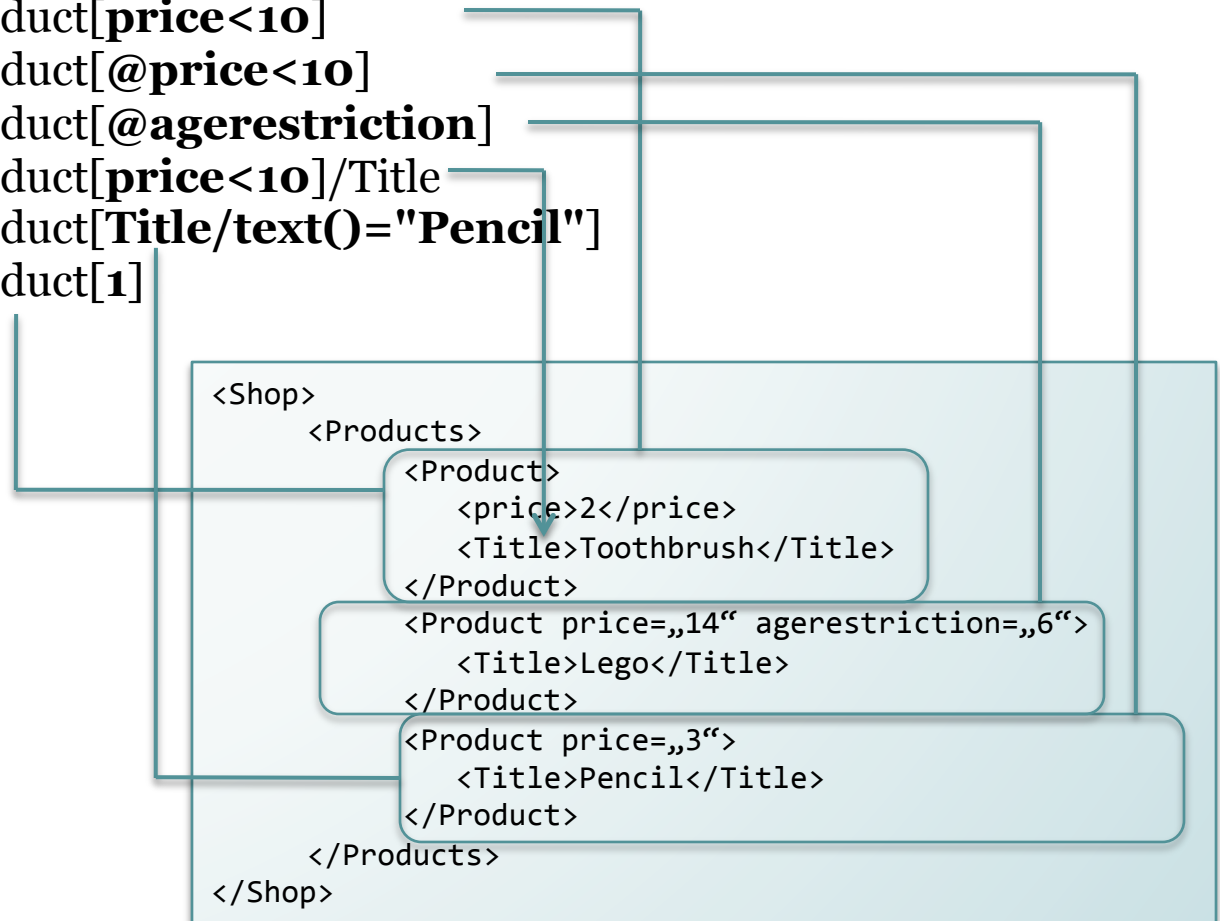 duct[price<10]
duct[@price<10]
duct[@agerestriction]
duct[price<10]/Title
duct[Title/text()="Pencil"]
duct[1]
<Shop>
<Products>
<Product>
<price>2</price>
<Title>Toothbrush</Title>
</Product>
<Product price=„14“ agerestriction=„6“>
<Title>Lego</Title>
</Product>
<Product price=„3“>
<Title>Pencil</Title>
</Product>
</Products>
</Shop>